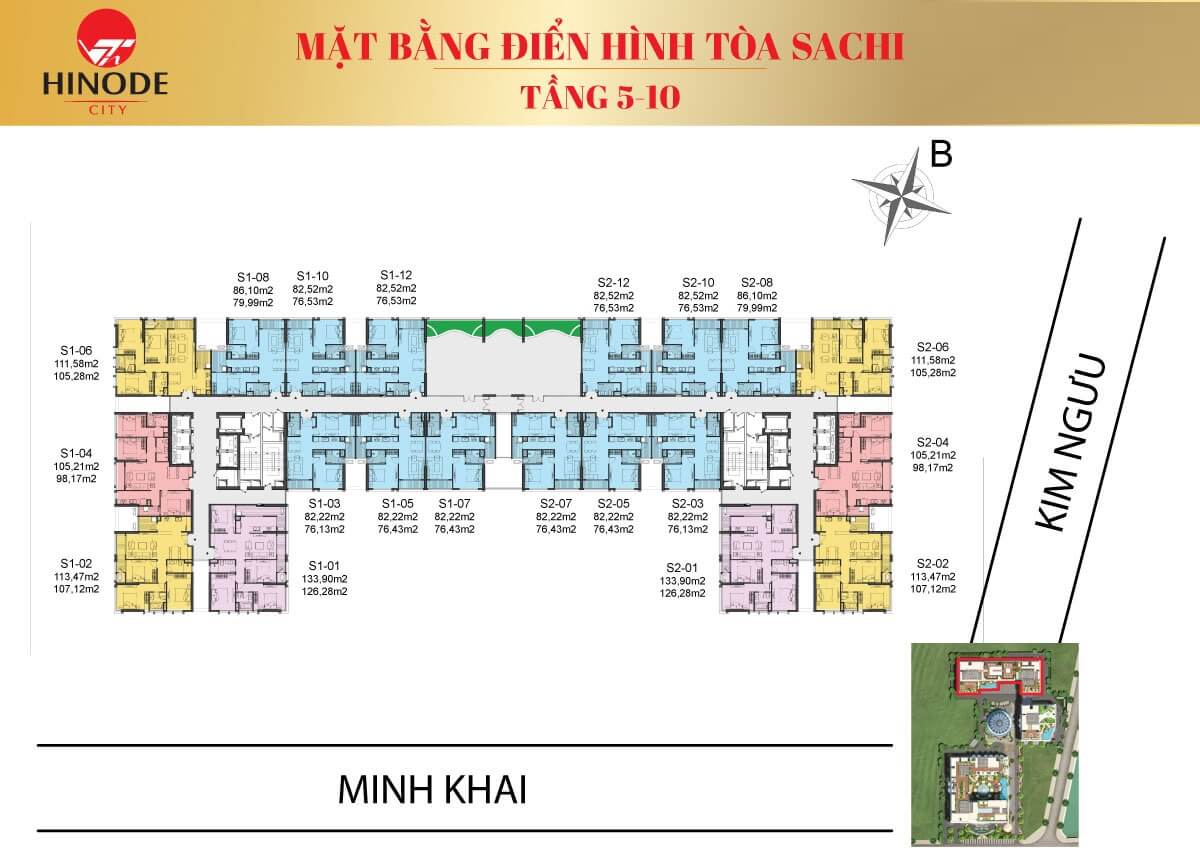 HINODE
CITY
MẶT BẰNG ĐIỂN HÌNH TÒA SACHI
TẦNG 5-10
B
S1-08
86,10m2
79,99m2
S1-10
82,52m2
76,53m2
S1-12
82,52m2
76,53m2
S2-12
82,52m2
76,53m2
S2-10
82,52m2
76,53m2
S2-08
86,10m2
79,99m2
S1-06
111,58m2
105,28m2
S2-06
111,58m2
105,28m2
S1-04
105,21m2
98,17m2
S2-04
105,21m2
98,17m2
S1-03
82,22m2
76,13m2
S1-05
82,22m2
76,43m2
S1-07
82,22m2
76,43m2
S2-07
82,22m2
76,43m2
S2-05
82,22m2
76,43m2
S2-03
82,22m2
76,13m2
S1-02
113,47m2
107,12m2
S1-01
133,90m2
126,28m2
S2-01
133,90m2
126,28m2
S2-02
113,47m2
107,12m2
KIM NGƯU
MINH KHAI